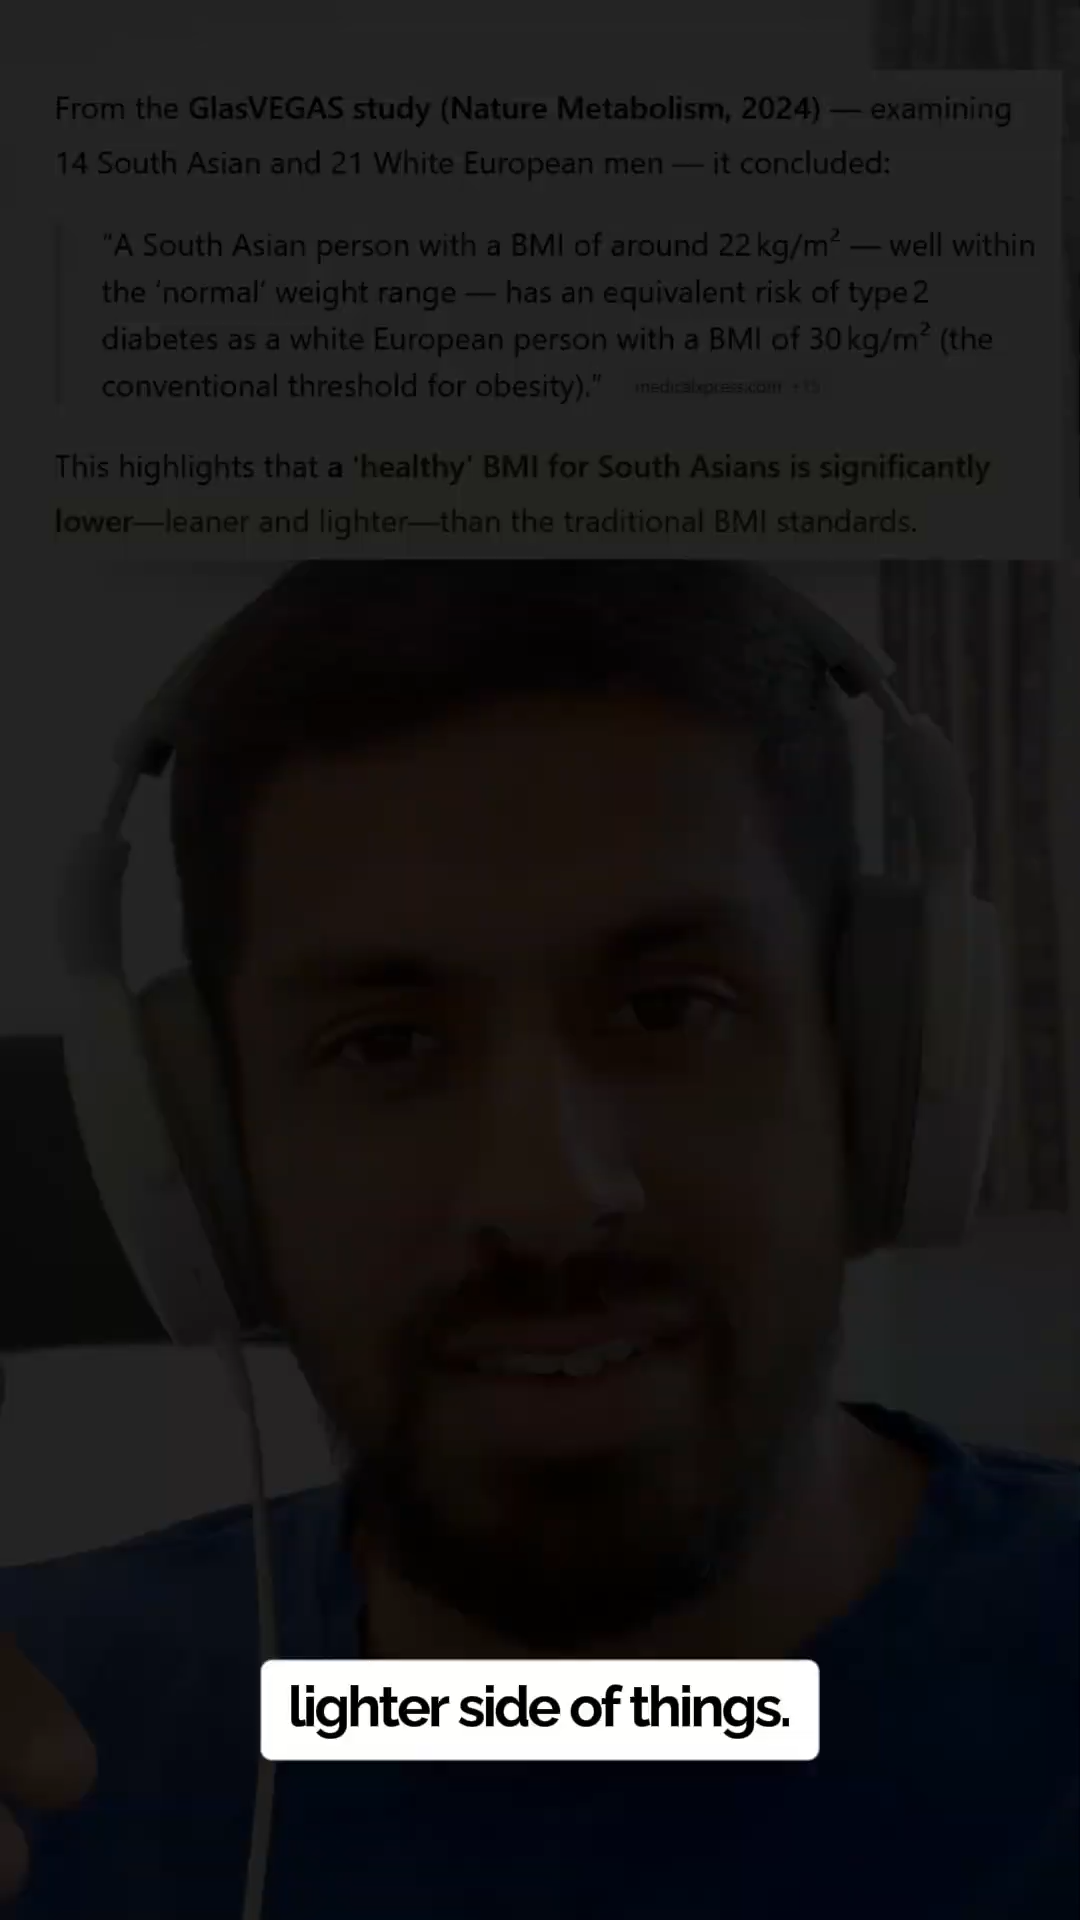 From the GlasVEGAS study (Nature Metabolism, 2024) — examining
14 South Asian and 21 White European men — it concluded:
“A South Asian person with a BMI of around 22 kg/m² — well within
the ‘normal’ weight range — has an equivalent risk of type 2
diabetes as a white European person with a BMI of 30 kg/m² (the
conventional threshold for obesity).” medicalxpress.com +15
This highlights that a ‘healthy’ BMI for South Asians is significantly
lower—leaner and lighter—than the traditional BMI standards.
lighter side of things.